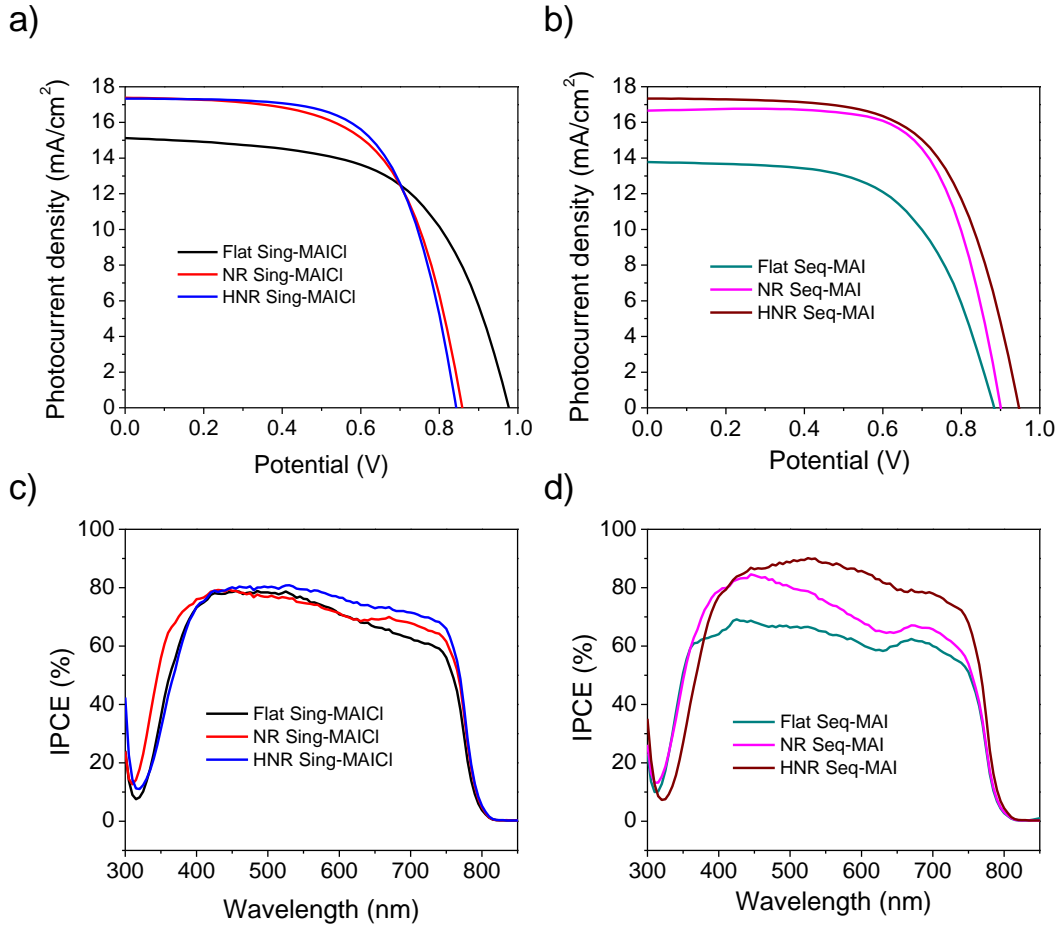 a)
Photocurrent density (mA/cm²)
18
16
14
12
10
8
6
4
2
0
Flat Sing-MAICl
NR Sing-MAICl
HNR Sing-MAICl
0.0 0.2 0.4 0.6 0.8 1.0
Potential (V)
b)
Photocurrent density (mA/cm²)
18
16
14
12
10
8
6
4
2
0
Flat Seq-MAI
NR Seq-MAI
HNR Seq-MAI
0.0 0.2 0.4 0.6 0.8 1.0
Potential (V)
c)
IPCE (%)
100
80
60
40
20
0
Flat Sing-MAICl
NR Sing-MAICl
HNR Sing-MAICl
300 400 500 600 700 800
Wavelength (nm)
d)
IPCE (%)
100
80
60
40
20
0
Flat Seq-MAI
NR Seq-MAI
HNR Seq-MAI
300 400 500 600 700 800
Wavelength (nm)